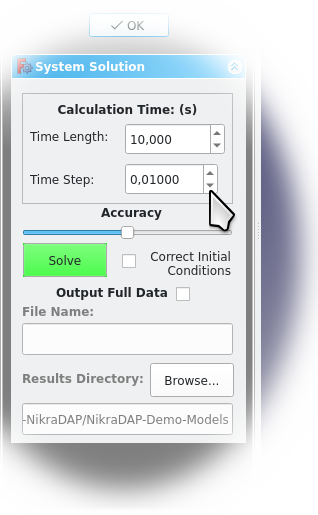 OK
System Solution
Calculation Time: (s)
Time Length:
10,000
Time Step:
0,01000
Accuracy
Solve
Correct Initial
Conditions
Output Full Data
File Name:
Results Directory:
Browse...
-NikraDAP/NikraDAP-Demo-Models